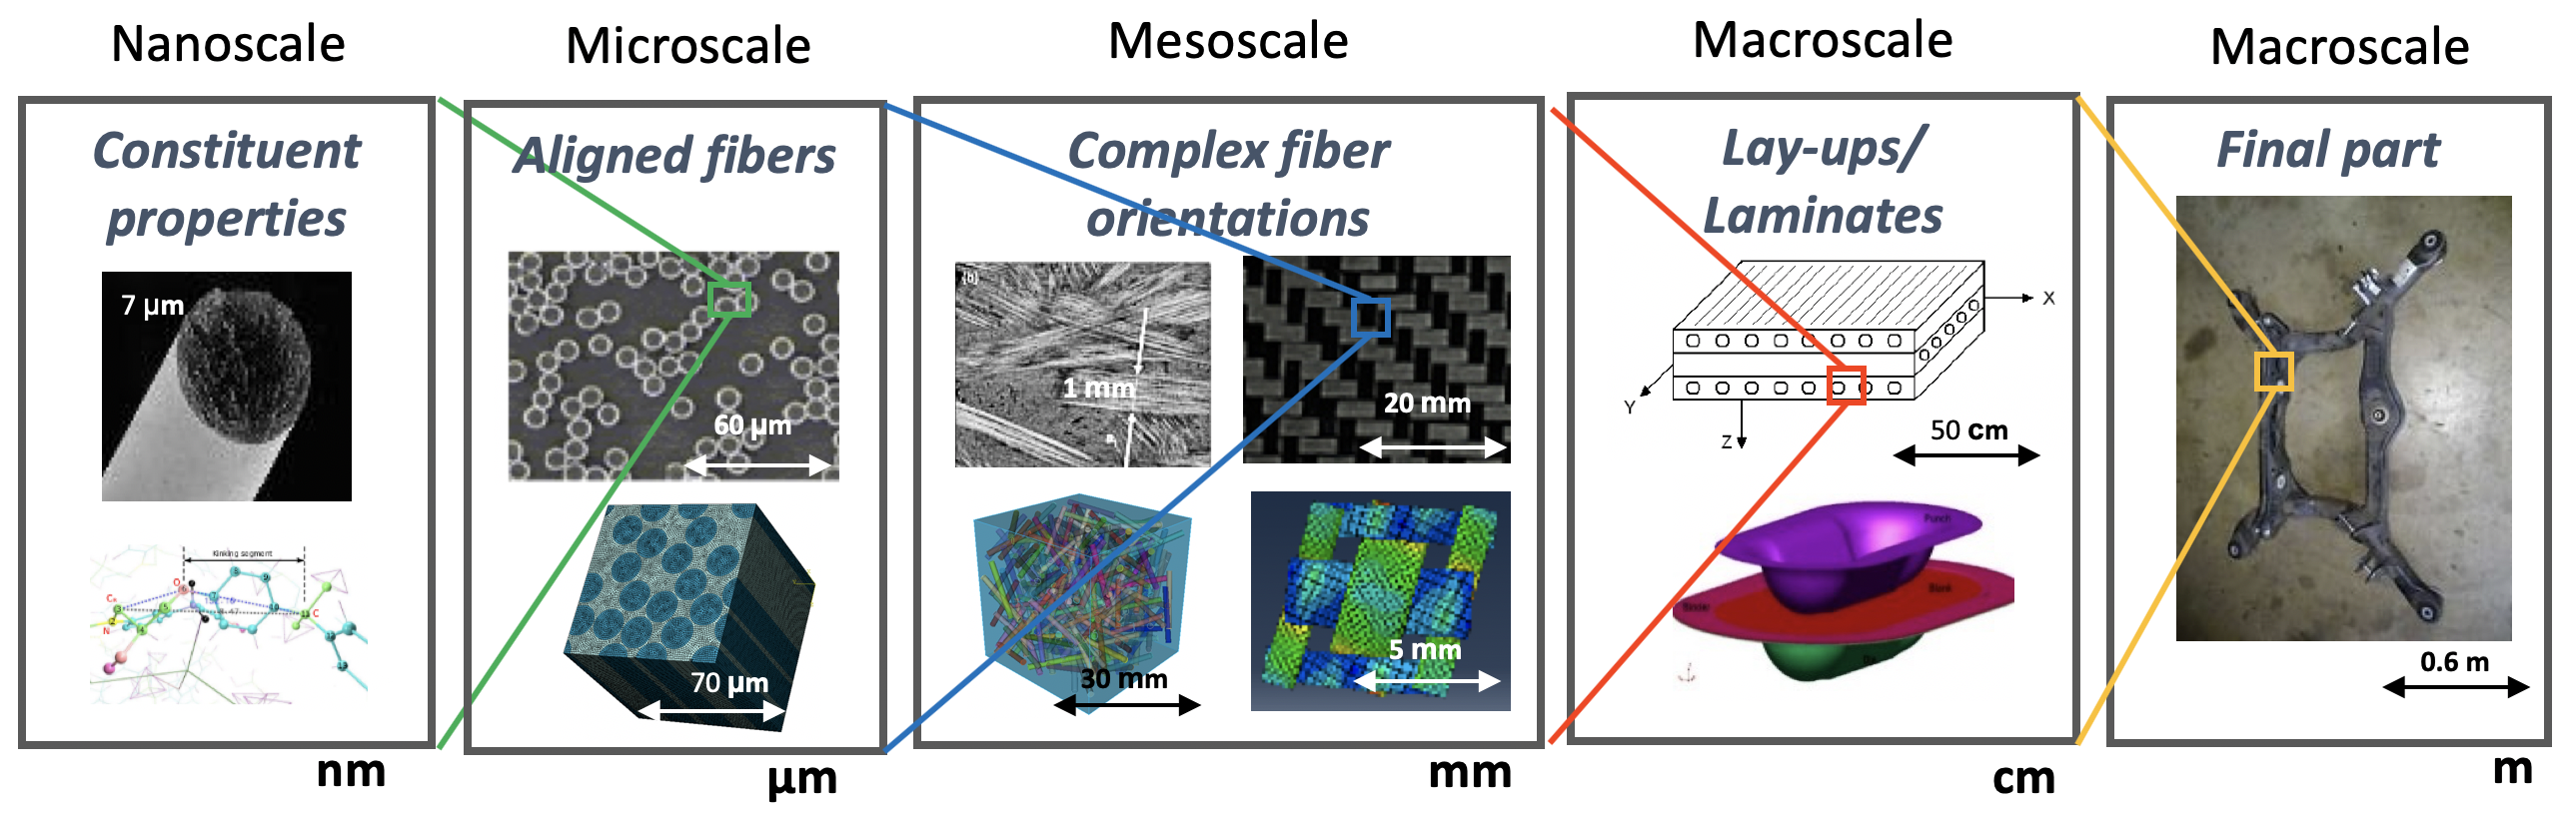 Nanoscale
Constituent
properties
7 µm
Kinking segment
O
Cα
N
C
nm
Microscale
Aligned fibers
60 µm
70 µm
µm
Mesoscale
Complex fiber
orientations
(b)
1 mm
20 mm
30 mm
5 mm
mm
Macroscale
Lay-ups/
Laminates
X
Y
Z
50 cm
Punch
Blank
Binder
cm
Macroscale
Final part
0.6 m
m